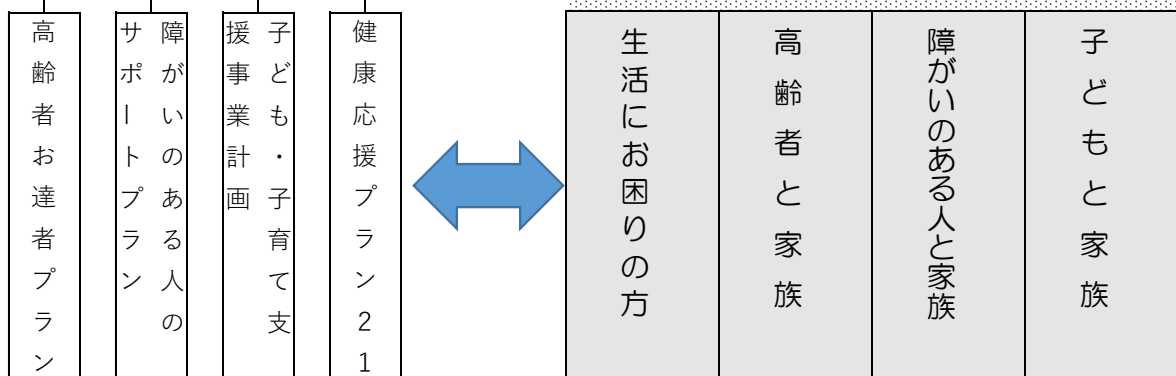 高齢者お達者プラン
障がいのある人の
サポートプラン
子ども・子育て支
援事業計画
健康応援プラン21
生活にお困りの方
高齢者と家族
障がいのある人と家族
子どもと家族